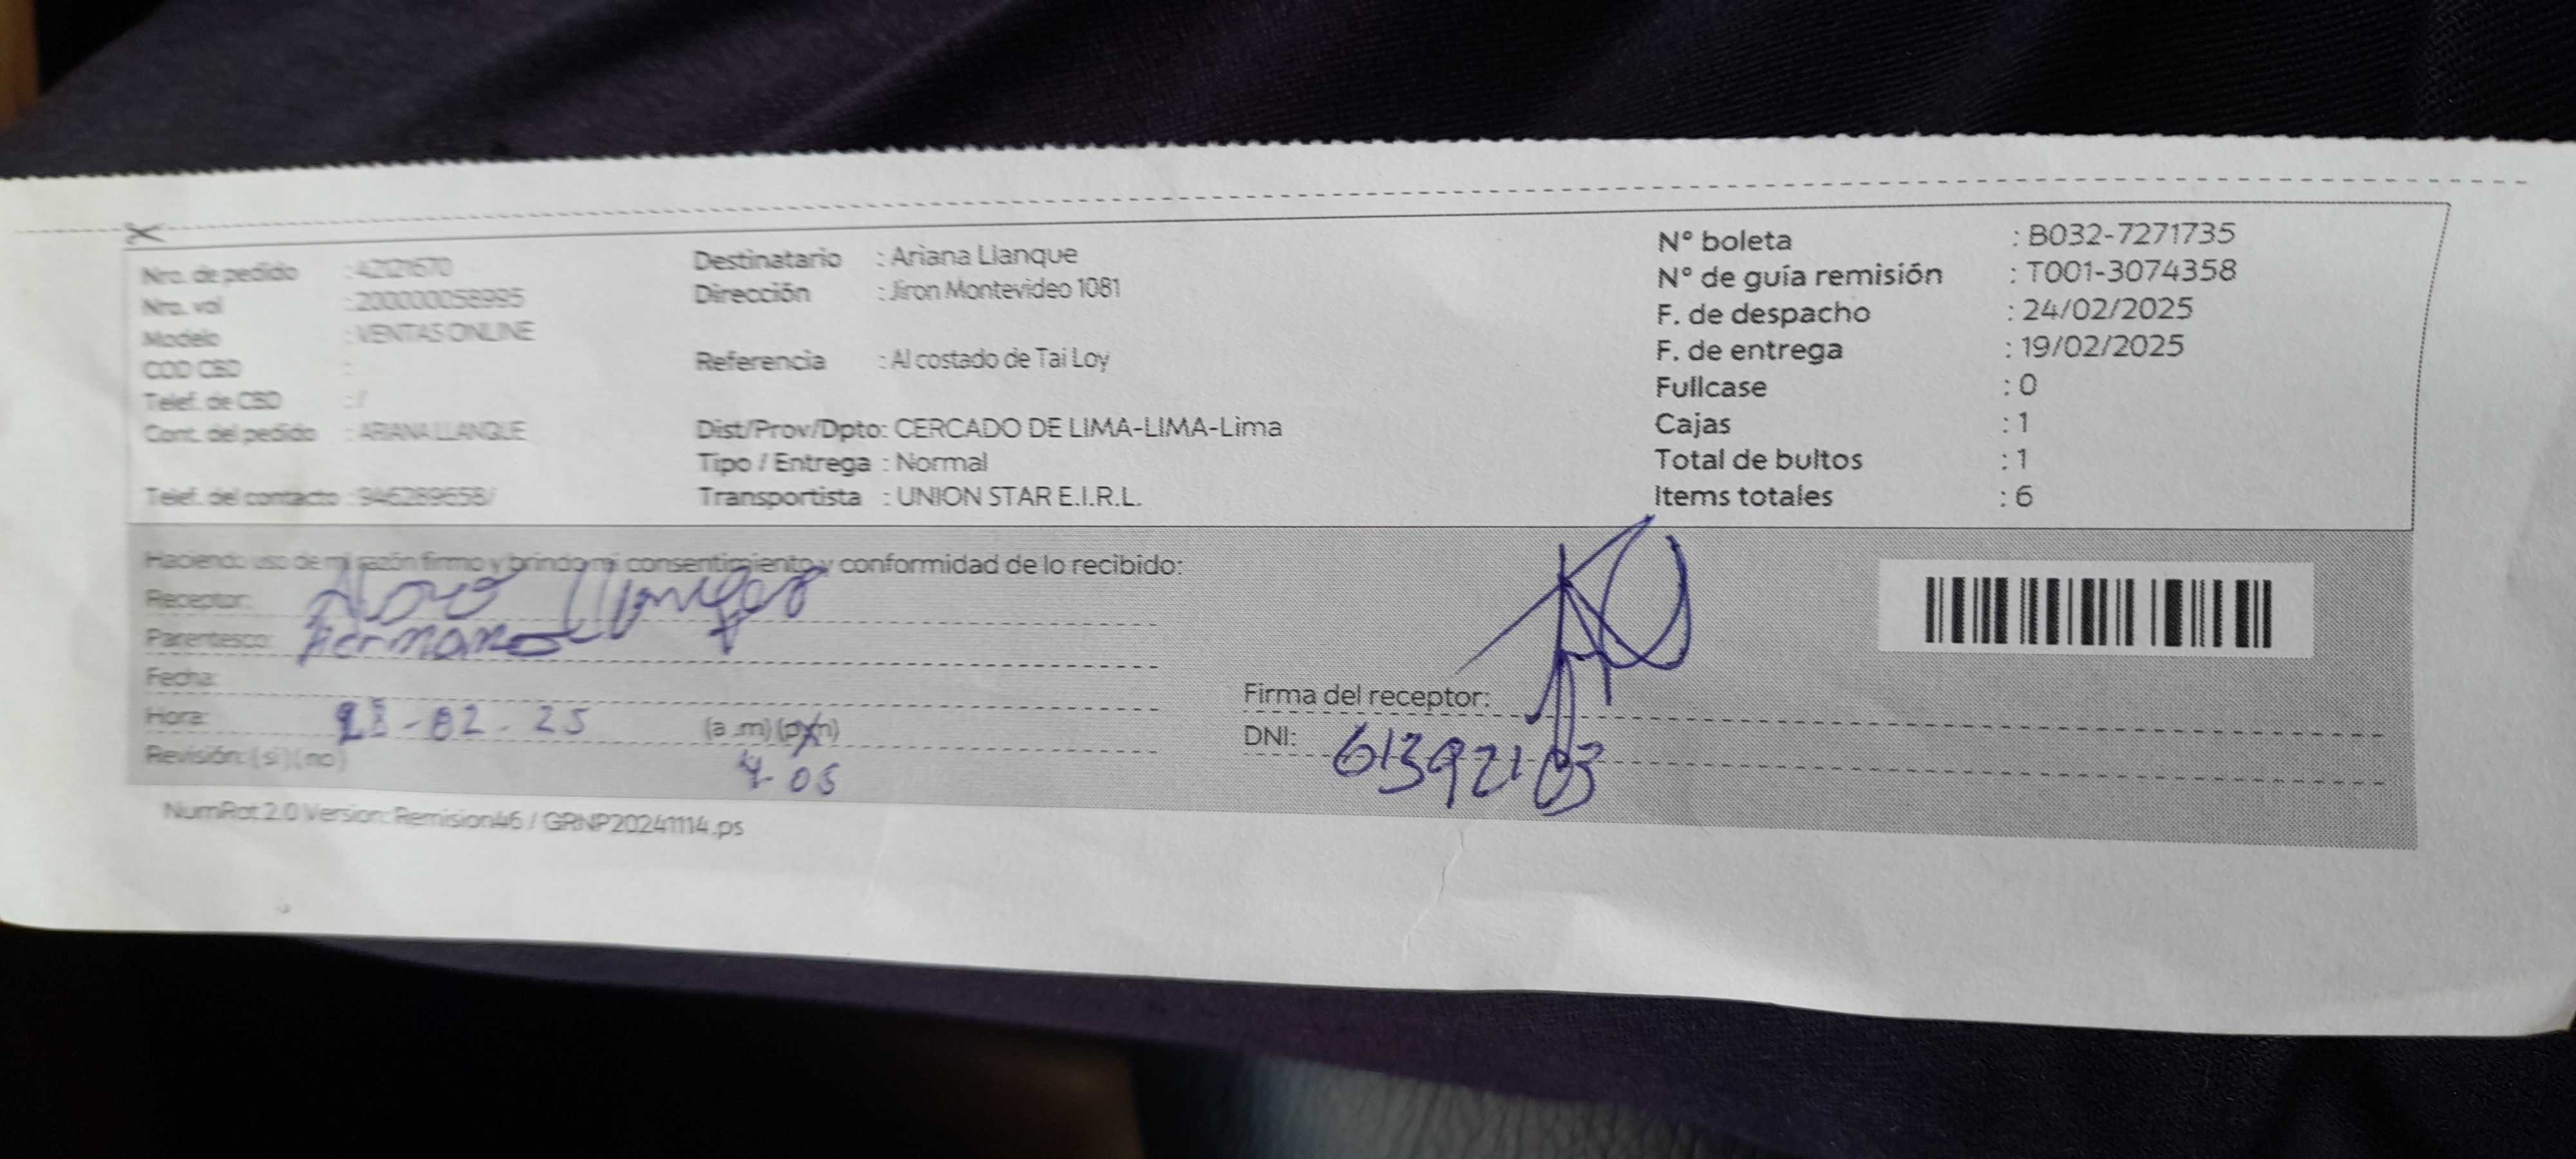 Nro. de pedido : 42121670
Nro. val : 200000058995
Modelo : VENTAS ONLINE
COD CBD :
Telef. de CBD : /
Cont. del pedido : ARIANA LLANQUE
Telef. del contacto : 946289658/
Destinatario : Ariana Llanque
Dirección : Jiron Montevideo 1081
Referencia : Al costado de Tai Loy
Dist/Prov/Dpto: CERCADO DE LIMA-LIMA-Lima
Tipo / Entrega : Normal
Transportista : UNION STAR E.I.R.L.
N° boleta : B032-7271735
N° de guía remisión : T001-3074358
F. de despacho : 24/02/2025
F. de entrega : 19/02/2025
Fullcase : 0
Cajas : 1
Total de bultos : 1
Items totales : 6
Haciendo uso de mi razón firmo y brindo mi consentimiento y conformidad de lo recibido:
Receptor:
Parentesco: Hermano
Fecha:
Hora: -02-25 (a .m) (p.m)
Revisión: ( si ) ( no ) 4-05
Firma del receptor:
DNI: 61392103
NumRot 2.0 Version: Remision46 / GRNP20241114.ps